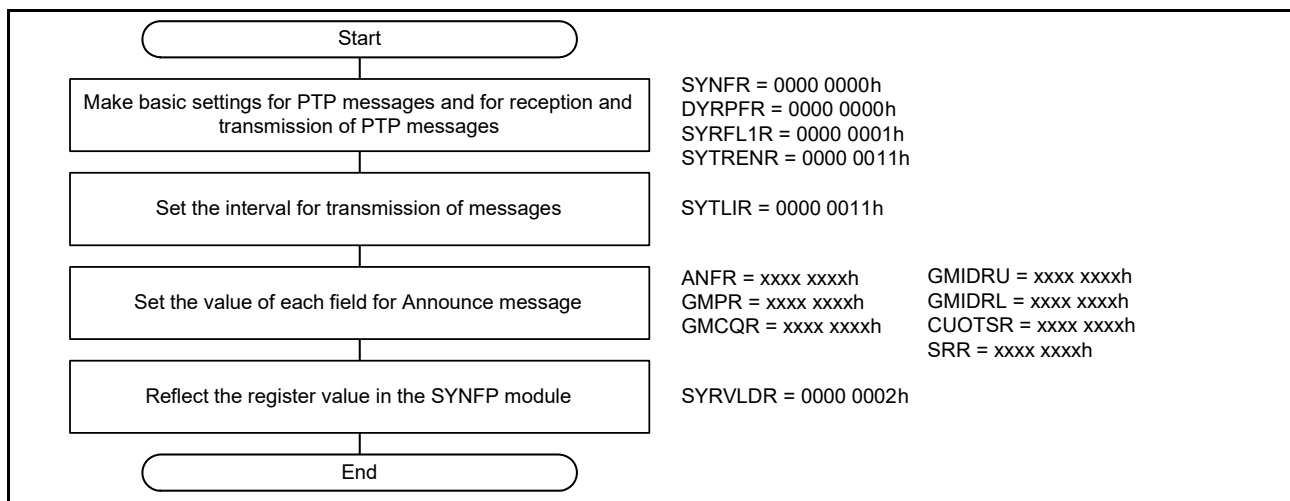 Start
Make basic settings for PTP messages and for reception and
transmission of PTP messages
SYNFR = 0000 0000h
DYRPFR = 0000 0000h
SYRFL1R = 0000 0001h
SYTRENR = 0000 0011h
Set the interval for transmission of messages
SYTLIR = 0000 0011h
Set the value of each field for Announce message
ANFR = xxxx xxxxh
GMPR = xxxx xxxxh
GMCQR = xxxx xxxxh
GMIDRU = xxxx xxxxh
GMIDRL = xxxx xxxxh
CUOTSR = xxxx xxxxh
SRR = xxxx xxxxh
Reflect the register value in the SYNFP module
SYRVLDR = 0000 0002h
End